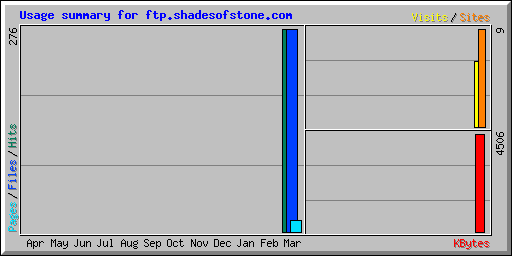 Usage summary for ftp.shadesofstone.com
Visits / Sites
276
9
Pages / Files / Hits
4506
Apr May Jun Jul Aug Sep Oct Nov Dec Jan Feb Mar
KBytes